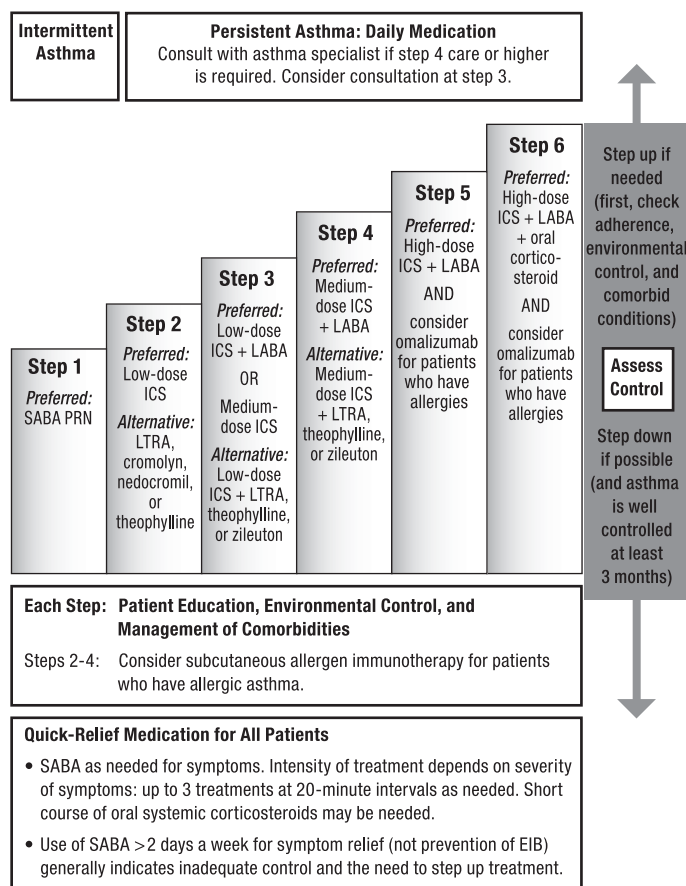 Intermittent
Asthma
Persistent Asthma: Daily Medication
Consult with asthma specialist if step 4 care or higher
is required. Consider consultation at step 3.
Step 1
Preferred:
SABA PRN
Step 2
Preferred:
Low-dose
ICS
Alternative:
LTRA,
cromolyn,
nedocromil,
or
theophylline
Step 3
Preferred:
Low-dose
ICS + LABA
OR
Medium-
dose ICS
Alternative:
Low-dose
ICS + LTRA,
theophylline,
or zileuton
Step 4
Preferred:
Medium-
dose ICS
+ LABA
Alternative:
Medium-
dose ICS
+ LTRA,
theophylline,
or zileuton
Step 5
Preferred:
High-dose
ICS + LABA
AND
consider
omalizumab
for patients
who have
allergies
Step 6
Preferred:
High-dose
ICS + LABA
+ oral
cortico-
steroid
AND
consider
omalizumab
for patients
who have
allergies
Step up if
needed
(first, check
adherence,
environmental
control, and
comorbid
conditions)
Assess
Control
Step down
if possible
(and asthma
is well
controlled
at least
3 months)
Each Step: Patient Education, Environmental Control, and
Management of Comorbidities
Steps 2-4: Consider subcutaneous allergen immunotherapy for patients
who have allergic asthma.
Quick-Relief Medication for All Patients
• SABA as needed for symptoms. Intensity of treatment depends on severity
of symptoms: up to 3 treatments at 20-minute intervals as needed. Short
course of oral systemic corticosteroids may be needed.
• Use of SABA >2 days a week for symptom relief (not prevention of EIB)
generally indicates inadequate control and the need to step up treatment.